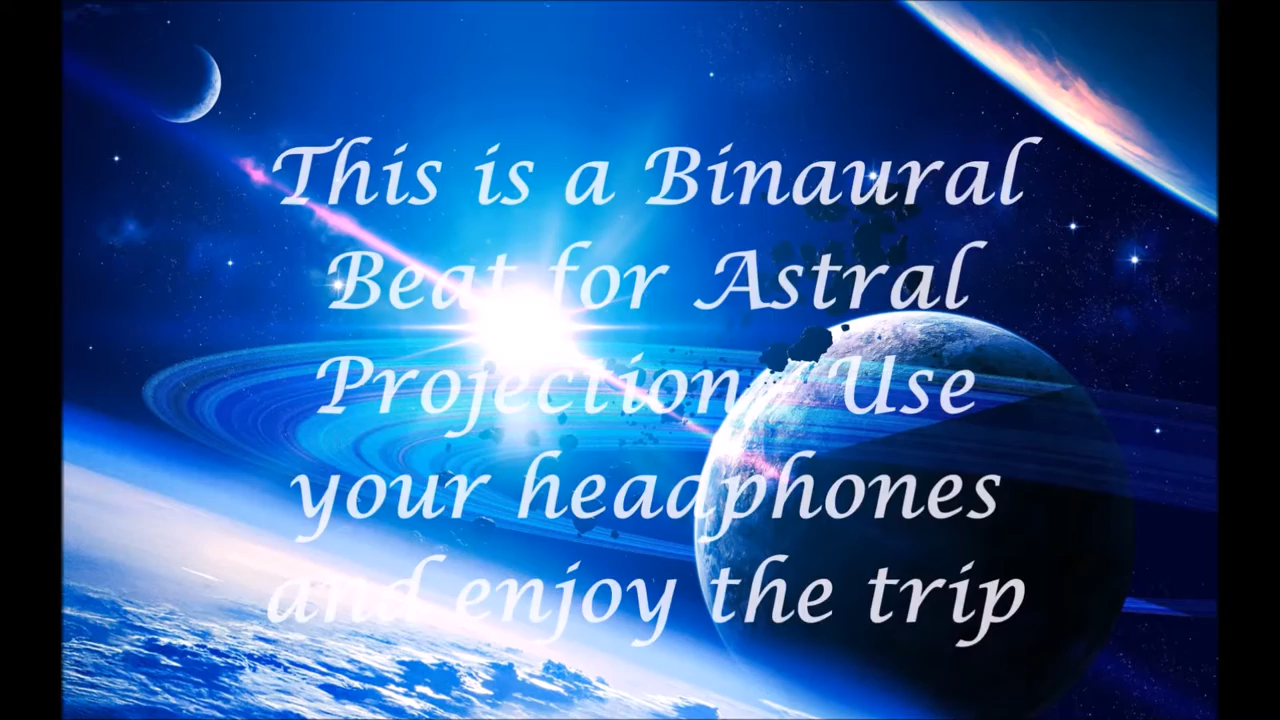 This is a Binaural
Beat for Astral
Projection - Use
your headphones
and enjoy the trip